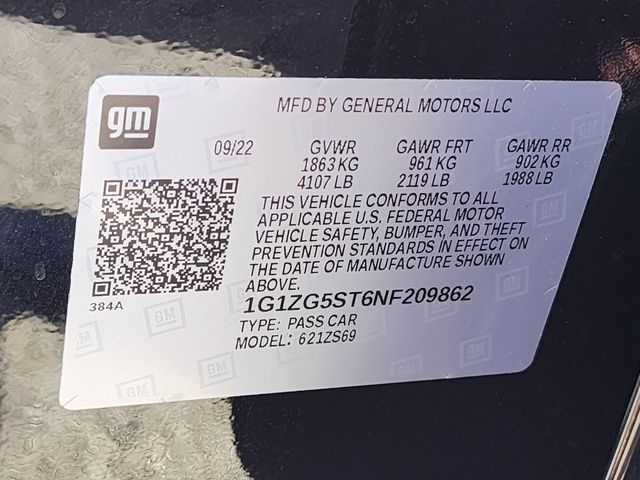 gm
MFD BY GENERAL MOTORS LLC
09/22 GVWR GAWR FRT GAWR RR
1863 KG 961 KG 902 KG
4107 LB 2119 LB 1988 LB
THIS VEHICLE CONFORMS TO ALL
APPLICABLE U.S. FEDERAL MOTOR
VEHICLE SAFETY, BUMPER, AND THEFT
PREVENTION STANDARDS IN EFFECT ON
THE DATE OF MANUFACTURE SHOWN
ABOVE.
384A
1G1ZG5ST6NF209862
TYPE: PASS CAR
MODEL: 621ZS69